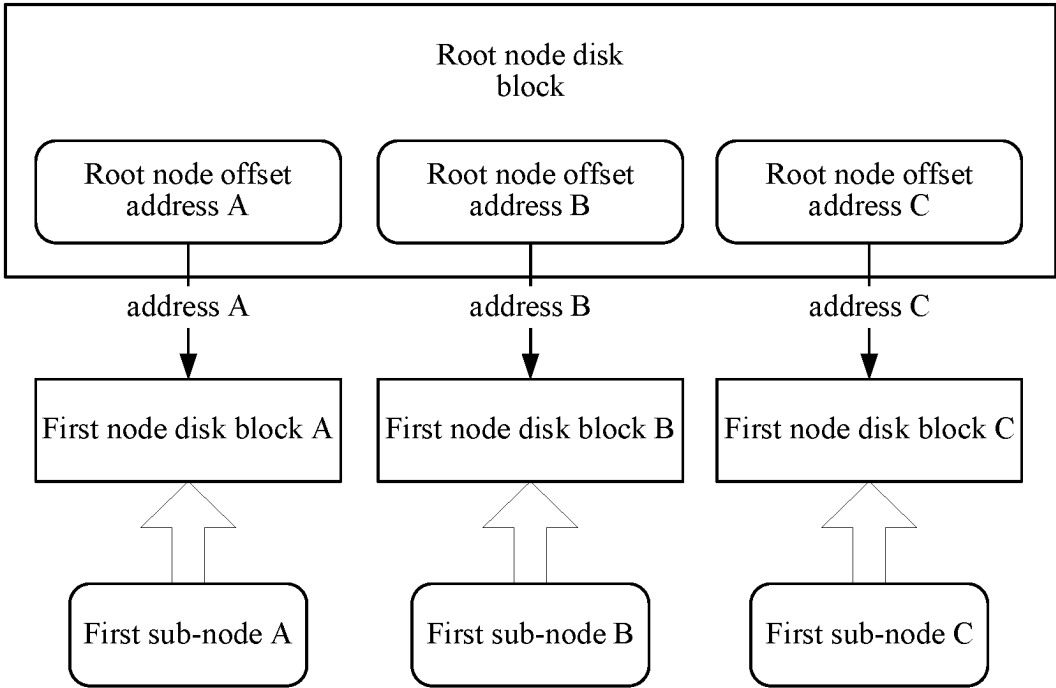 Root node disk
block
Root node offset
address A
Root node offset
address B
Root node offset
address C
address A
address B
address C
First node disk block A
First node disk block B
First node disk block C
First sub-node A
First sub-node B
First sub-node C